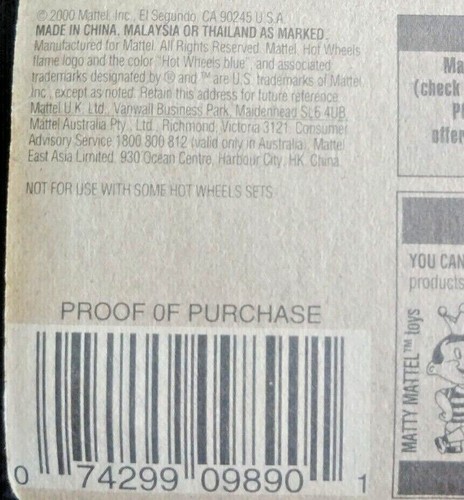 © 2000 Mattel, Inc., El Segundo, CA 90245 U.S.A.
MADE IN CHINA, MALAYSIA OR THAILAND AS MARKED.
Manufactured for Mattel. All Rights Reserved. Mattel, Hot Wheels
flame logo and the color "Hot Wheels blue", and associated
trademarks designated by ® and ™ are U.S. trademarks of Mattel,
Inc., except as noted. Retain this address for future reference:
Mattel U.K. Ltd., Vanwall Business Park, Maidenhead SL6 4UB.
Mattel Australia Pty., Ltd., Richmond, Victoria 3121. Consumer
Advisory Service 1800 800 812 (valid only in Australia). Mattel
East Asia Limited, 930 Ocean Centre, Harbour City, HK, China.
NOT FOR USE WITH SOME HOT WHEELS SETS.
PROOF OF PURCHASE
0 74299 09890 1
Ma
(check
offer
YOU CAN
products
MATTY MATTEL™ toys